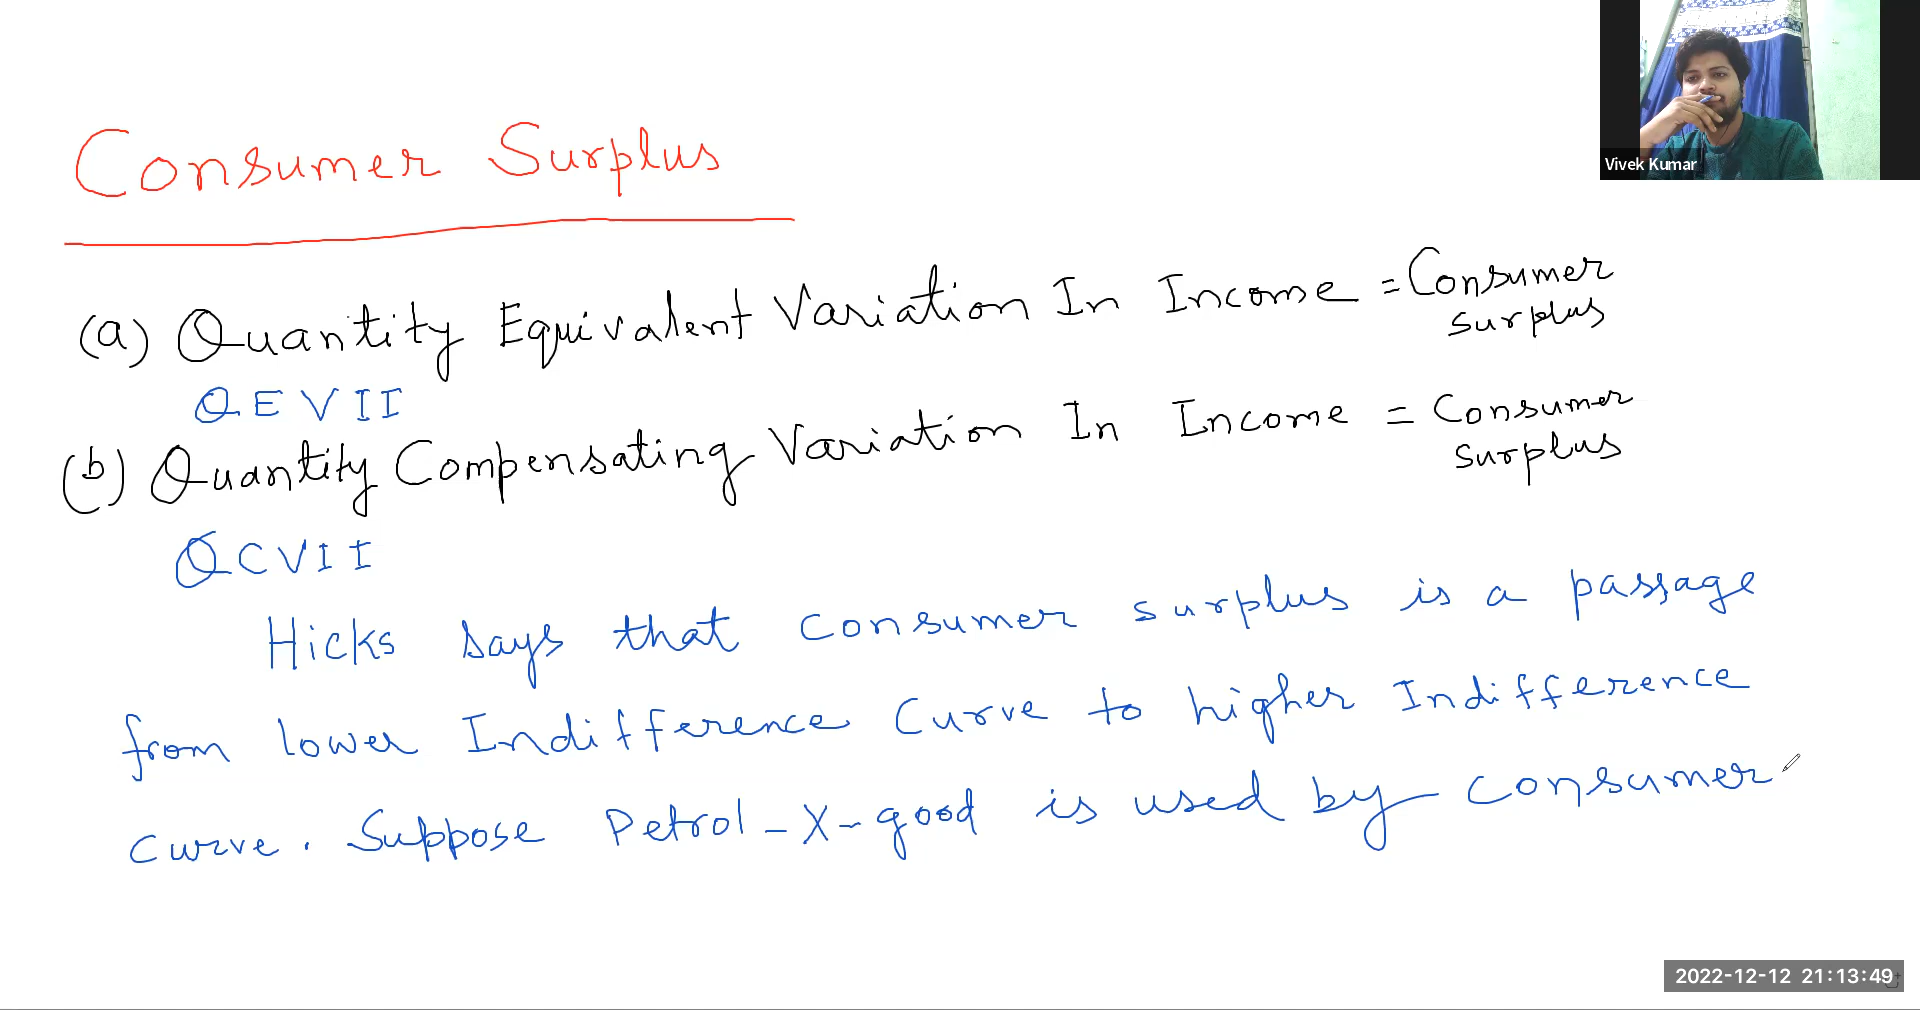 Vivek Kumar
Consumer Surplus
(a) Quantity Equivalent Variation In Income = Consumer
surplus
QEVII
(b) Quantity Compensating Variation In Income = Consumer
surplus
QCVII
Hicks says that consumer surplus is a passage
from lower Indifference Curve to higher Indifference
curve. Suppose Petrol-X-good is used by consumer
2022-12-12 21:13:49